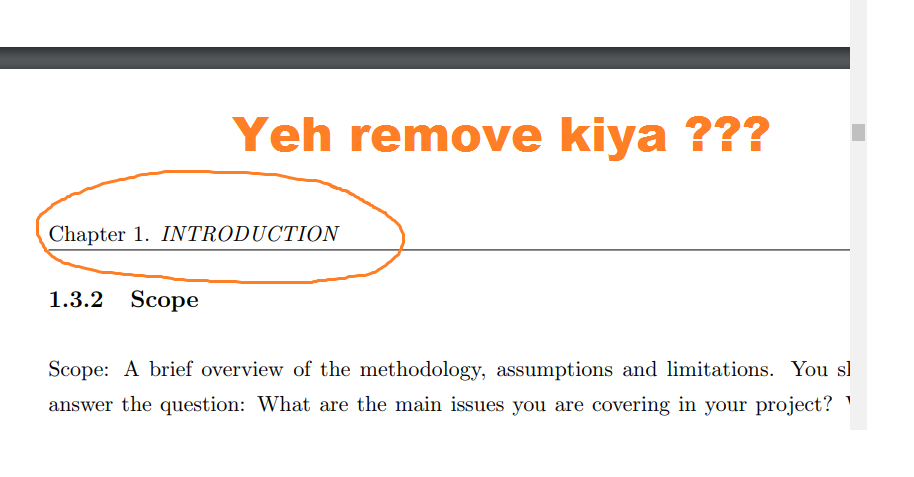 Yeh remove kiya ???
Chapter 1. INTRODUCTION
1.3.2 Scope
Scope: A brief overview of the methodology, assumptions and limitations. You
answer the question: What are the main issues you are covering in your project?